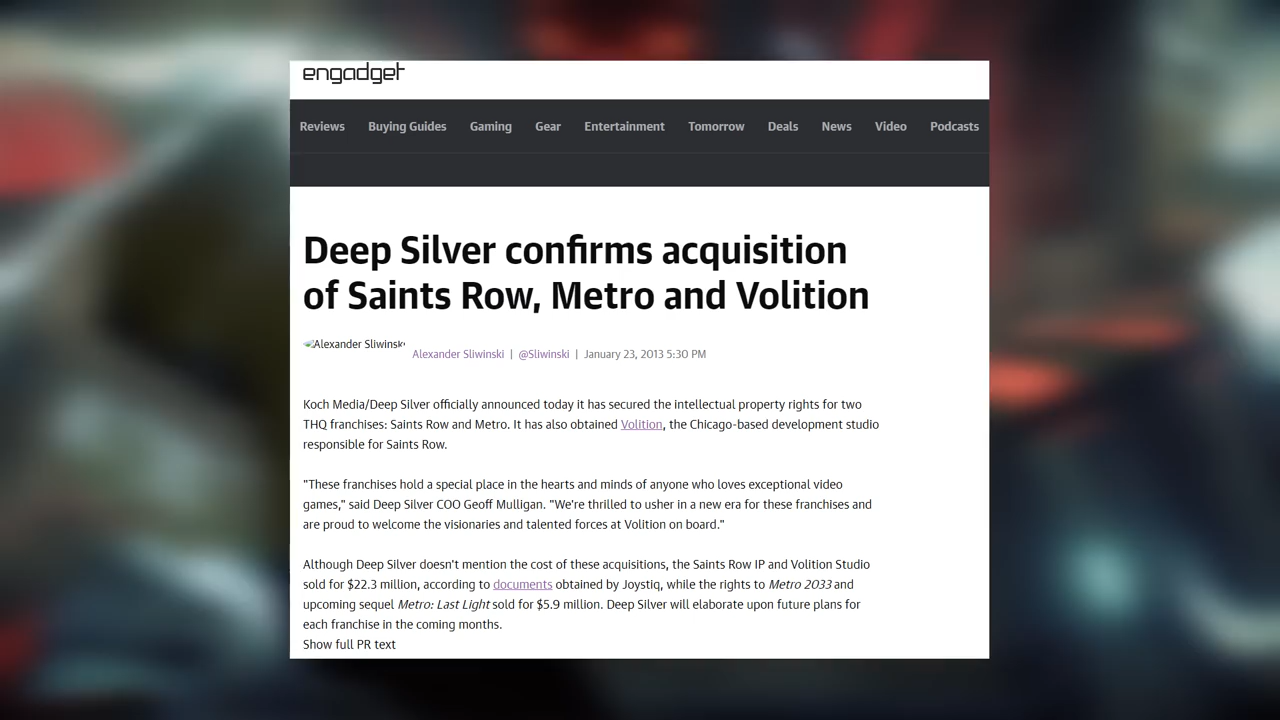 engadget
Reviews Buying Guides Gaming Gear Entertainment Tomorrow Deals News Video Podcasts
Deep Silver confirms acquisition
of Saints Row, Metro and Volition
Alexander Sliwinski
Alexander Sliwinski | @Sliwinski | January 23, 2013 5:30 PM
Koch Media/Deep Silver officially announced today it has secured the intellectual property rights for two
THQ franchises: Saints Row and Metro. It has also obtained Volition, the Chicago-based development studio
responsible for Saints Row.
"These franchises hold a special place in the hearts and minds of anyone who loves exceptional video
games," said Deep Silver COO Geoff Mulligan. "We're thrilled to usher in a new era for these franchises and
are proud to welcome the visionaries and talented forces at Volition on board."
Although Deep Silver doesn't mention the cost of these acquisitions, the Saints Row IP and Volition Studio
sold for $22.3 million, according to documents obtained by Joystiq, while the rights to Metro 2033 and
upcoming sequel Metro: Last Light sold for $5.9 million. Deep Silver will elaborate upon future plans for
each franchise in the coming months.
Show full PR text